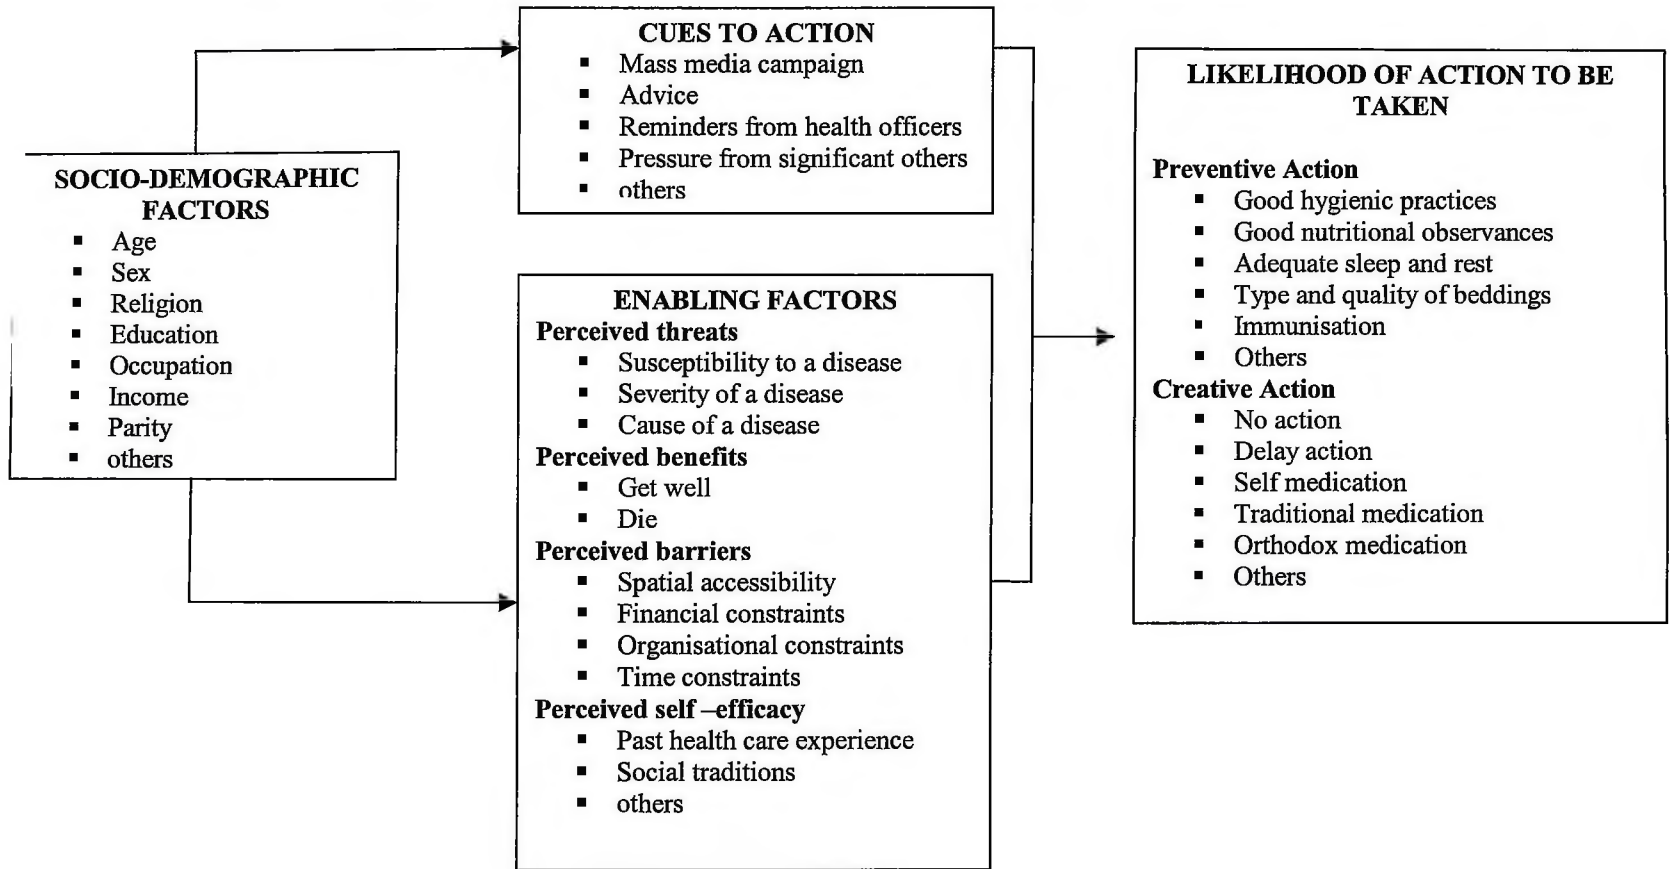 SOCIO-DEMOGRAPHIC
FACTORS
▪ Age
▪ Sex
▪ Religion
▪ Education
▪ Occupation
▪ Income
▪ Parity
▪ others
CUES TO ACTION
▪ Mass media campaign
▪ Advice
▪ Reminders from health officers
▪ Pressure from significant others
▪ others
ENABLING FACTORS
Perceived threats
▪ Susceptibility to a disease
▪ Severity of a disease
▪ Cause of a disease
Perceived benefits
▪ Get well
▪ Die
Perceived barriers
▪ Spatial accessibility
▪ Financial constraints
▪ Organisational constraints
▪ Time constraints
Perceived self –efficacy
▪ Past health care experience
▪ Social traditions
▪ others
LIKELIHOOD OF ACTION TO BE
TAKEN
Preventive Action
▪ Good hygienic practices
▪ Good nutritional observances
▪ Adequate sleep and rest
▪ Type and quality of beddings
▪ Immunisation
▪ Others
Creative Action
▪ No action
▪ Delay action
▪ Self medication
▪ Traditional medication
▪ Orthodox medication
▪ Others